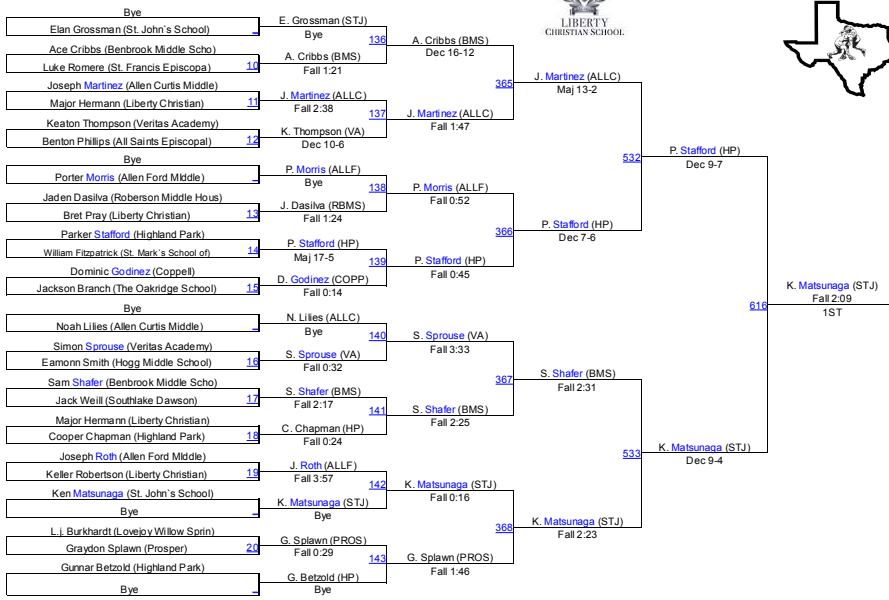 LIBERTY
CHRISTIAN SCHOOL
Bye
Elan Grossman (St. John`s School)
Ace Cribbs (Benbrook Middle Scho)
Luke Romere (St. Francis Episcopa)
10
Joseph Martinez (Allen Curtis Middle)
Major Hermann (Liberty Christian)
11
Keaton Thompson (Veritas Academy)
Benton Phillips (All Saints Episcopal)
12
Bye
Porter Morris (Allen Ford MIddle)
Jaden Dasilva (Roberson Middle Hous)
Bret Pray (Liberty Christian)
13
Parker Stafford (Highland Park)
William Fitzpatrick (St. Mark`s School of)
14
Dominic Godinez (Coppell)
Jackson Branch (The Oakridge School)
15
Bye
Noah Lilies (Allen Curtis Middle)
Simon Sprouse (Veritas Academy)
Eamonn Smith (Hogg Middle School)
16
Sam Shafer (Benbrook Middle Scho)
Jack Weill (Southlake Dawson)
17
Major Hermann (Liberty Christian)
Cooper Chapman (Highland Park)
18
Joseph Roth (Allen Ford MIddle)
Keller Robertson (Liberty Christian)
19
Ken Matsunaga (St. John`s School)
Bye
L.j. Burkhardt (Lovejoy Willow Sprin)
Graydon Splawn (Prosper)
20
Gunnar Betzold (Highland Park)
Bye
E. Grossman (STJ)
Bye
136
A. Cribbs (BMS)
Fall 1:21
J. Martinez (ALLC)
Fall 2:38
137
K. Thompson (VA)
Dec 10-6
P. Morris (ALLF)
Bye
138
J. Dasilva (RBMS)
Fall 1:24
P. Stafford (HP)
Maj 17-5
139
D. Godinez (COPP)
Fall 0:14
N. Lilies (ALLC)
Bye
140
S. Sprouse (VA)
Fall 0:32
S. Shafer (BMS)
Fall 2:17
141
C. Chapman (HP)
Fall 0:24
J. Roth (ALLF)
Fall 3:57
142
K. Matsunaga (STJ)
Bye
G. Splawn (PROS)
Fall 0:29
143
G. Betzold (HP)
Bye
A. Cribbs (BMS)
Dec 16-12
365
J. Martinez (ALLC)
Fall 1:47
P. Morris (ALLF)
Fall 0:52
366
P. Stafford (HP)
Fall 0:45
S. Sprouse (VA)
Fall 3:33
367
S. Shafer (BMS)
Fall 2:25
K. Matsunaga (STJ)
Fall 0:16
368
G. Splawn (PROS)
Fall 1:46
J. Martinez (ALLC)
Maj 13-2
532
P. Stafford (HP)
Dec 7-6
S. Shafer (BMS)
Fall 2:31
533
K. Matsunaga (STJ)
Fall 2:23
P. Stafford (HP)
Dec 9-7
616
K. Matsunaga (STJ)
Dec 9-4
K. Matsunaga (STJ)
Fall 2:09
1ST